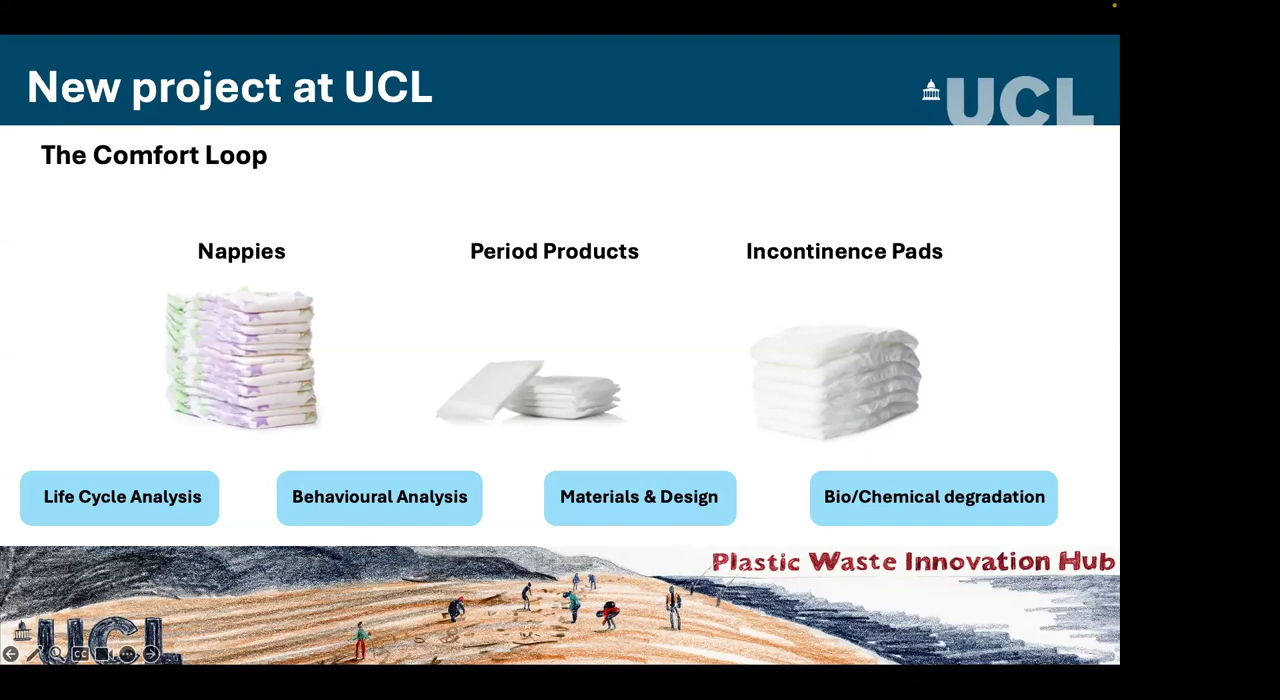 New project at UCL
UCL
The Comfort Loop
Nappies
Period Products
Incontinence Pads
Life Cycle Analysis
Behavioural Analysis
Materials & Design
Bio/Chemical degradation
Plastic Waste Innovation Hub
UCL
CC